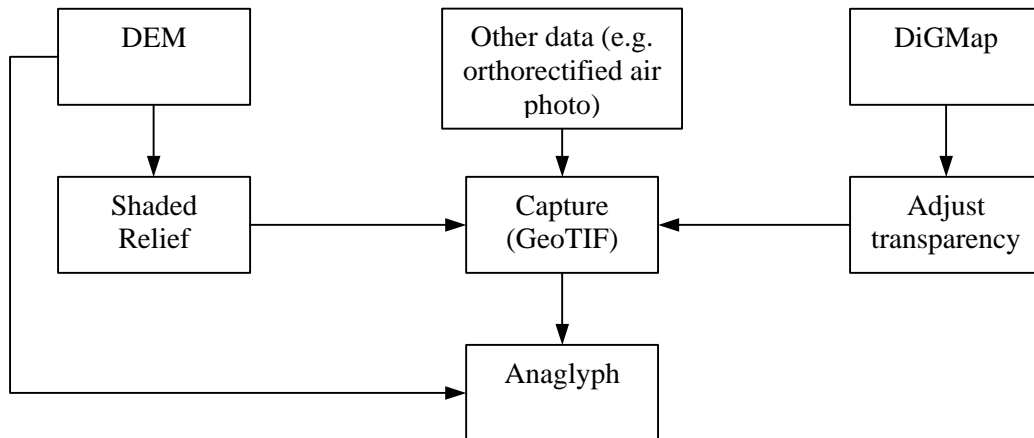 DEM
Other data (e.g.
orthorectified air
photo)
DiGMap
Shaded
Relief
Capture
(GeoTIF)
Adjust
transparency
Anaglyph